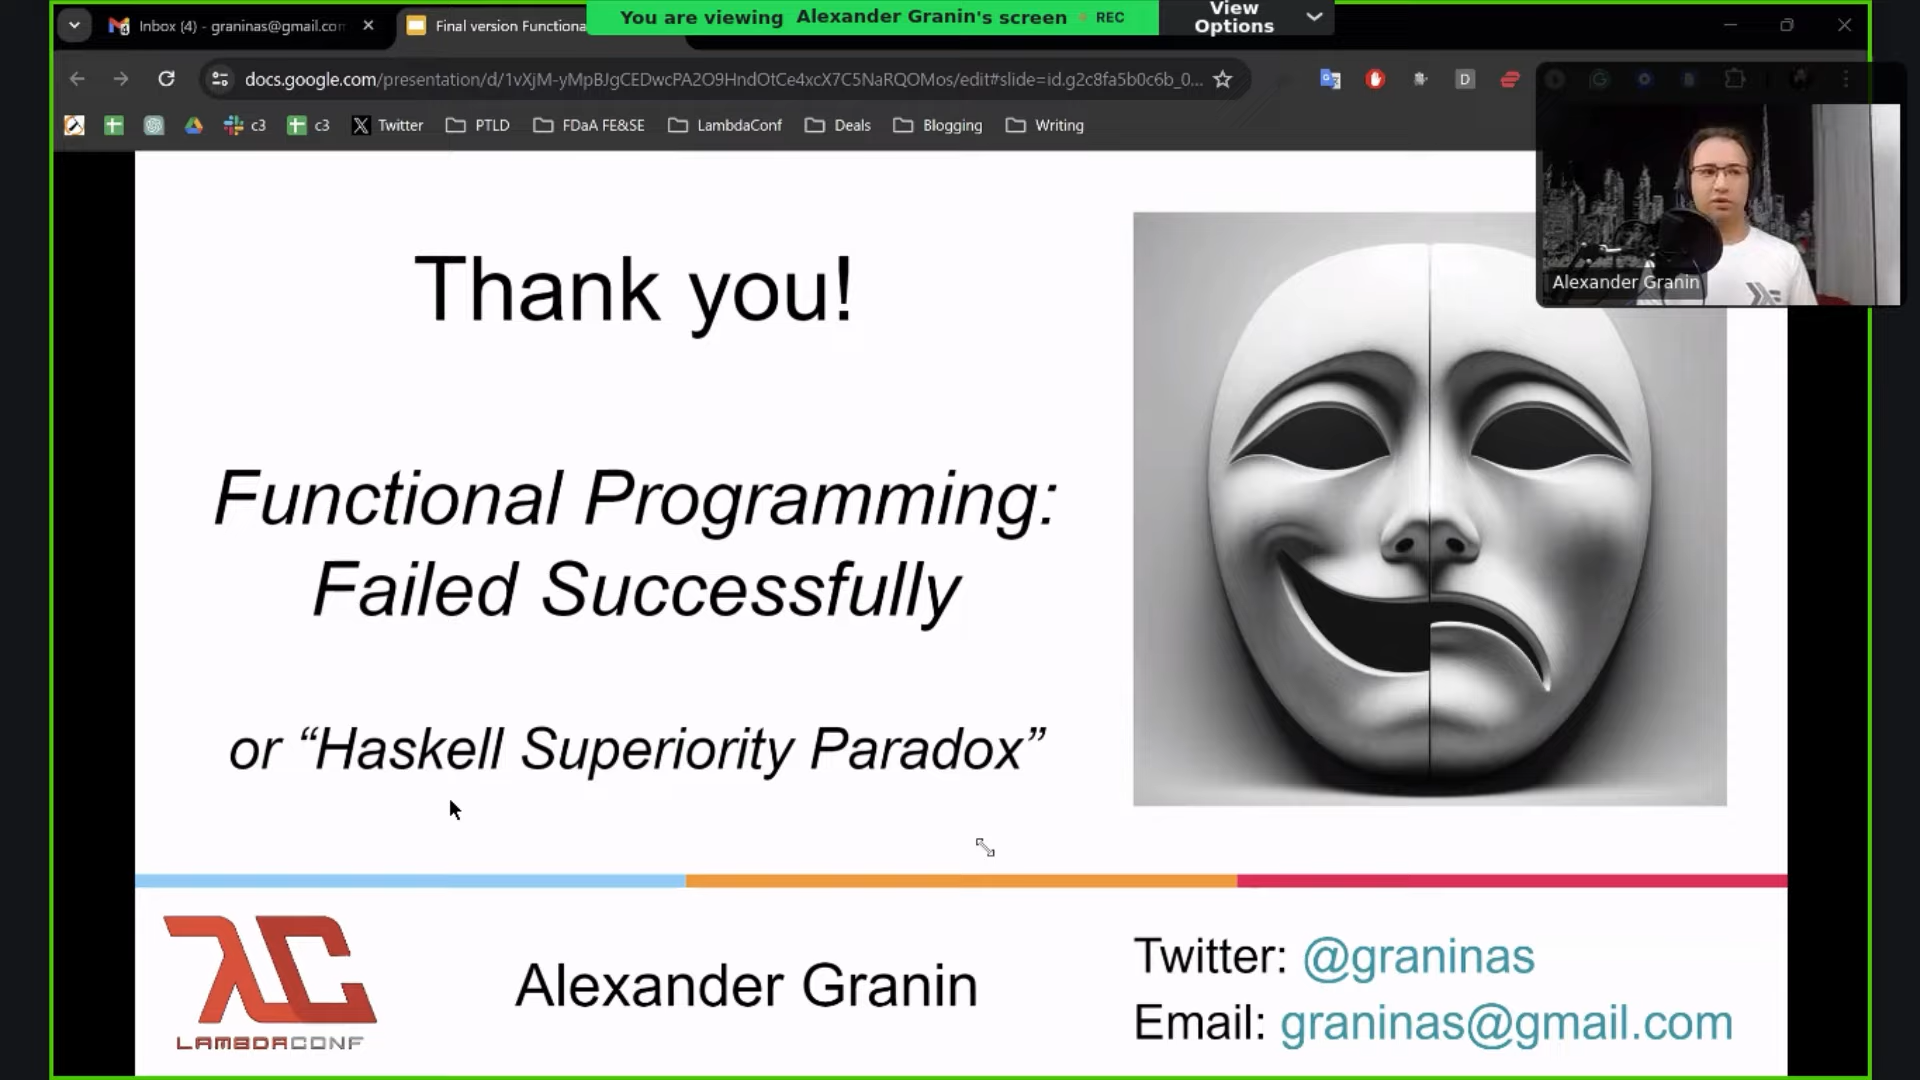 Inbox (4) - graninas@gmail.con
Final version Functiona
You are viewing Alexander Granin's screen
REC
View Options
docs.google.com/presentation/d/1vXjM-yMpBJgCEDwcPA2O9HndOtCe4xcX7C5NaRQOMos/edit#slide=id.g2c8fa5b0c6b_0...
c3
c3
Twitter
PTLD
FDaA FE&SE
LambdaConf
Deals
Blogging
Writing
Alexander Granin
Thank you!
Functional Programming:
Failed Successfully
or “Haskell Superiority Paradox”
LAMBDACONF
Alexander Granin
Twitter: @graninas
Email: graninas@gmail.com